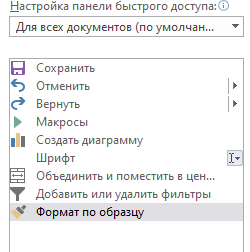 Настройка панели быстрого доступа:
Для всех документов (по умолчан...
Сохранить
Отменить
Вернуть
Макросы
Создать диаграмму
Шрифт
Объединить и поместить в цен...
Добавить или удалить фильтры
Формат по образцу